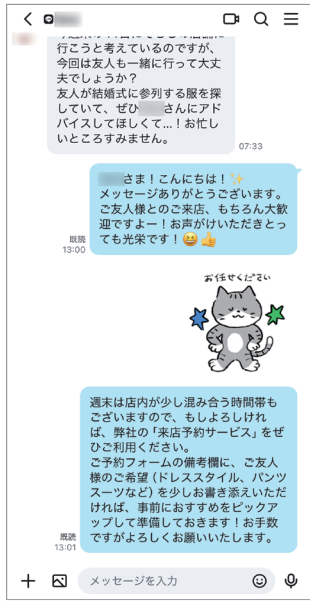 行こうと考えているのですが、
今回は友人も一緒に行って大丈
夫でしょうか？
友人が結婚式に参列する服を探
していて、ぜひ さんにアド
バイスしてほしくて…！お忙し
いところすみません。
07:33
さま！こんにちは！✨
メッセージありがとうございます。
ご友人様とのご来店、もちろん大歓
迎ですよー！お声がけいただきとっ
ても光栄です！😆👍
既読
13:00
お任せください
週末は店内が少し混み合う時間帯も
ございますので、もしよろしけれ
ば、弊社の「来店予約サービス」をぜ
ひご利用ください。
ご予約フォームの備考欄に、ご友人
様のご希望（ドレススタイル、パンツ
スーツなど）を少しお書き添えいただ
ければ、事前におすすめをピックア
ップして準備しておきます！お手数
ですがよろしくお願いいたします。
既読
13:01
メッセージを入力